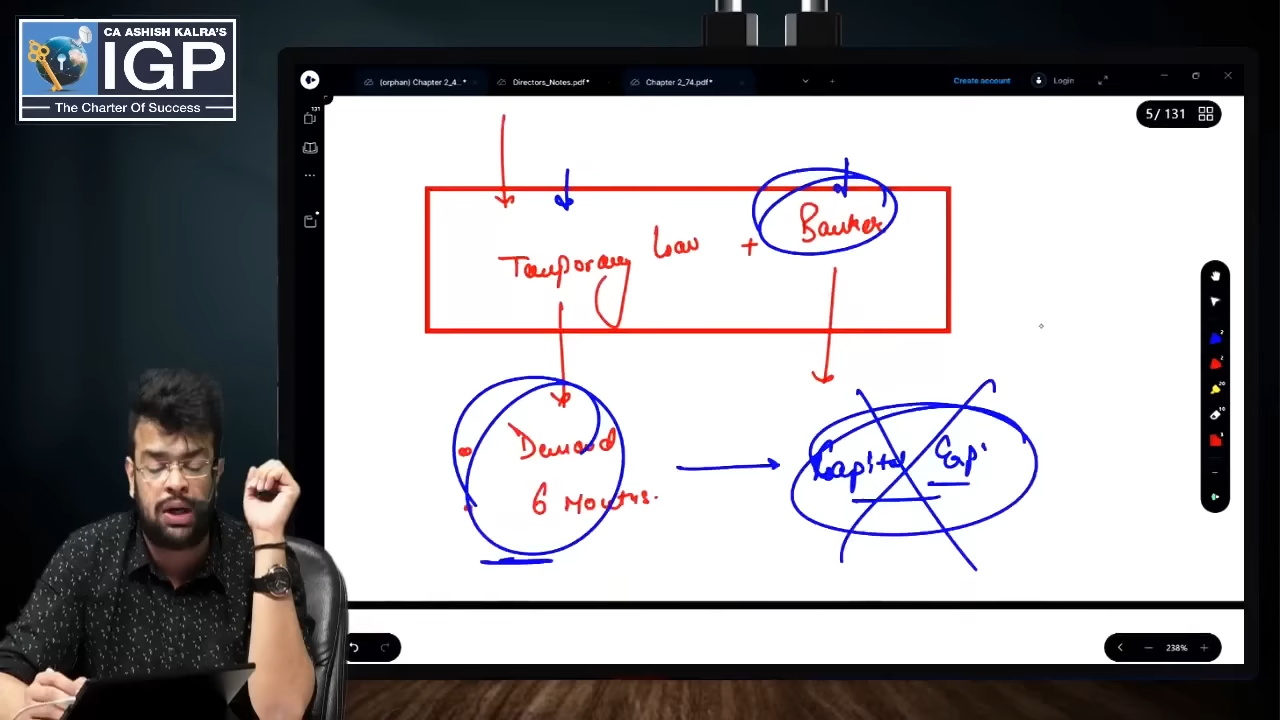 CA ASHISH KALRA'S
IGP
The Charter Of Success
(orphan) Chapter 2_4...*
Directors_Notes.pdf*
Chapter 2_74.pdf*
Create account
Login
131
5 / 131
Temporary loan + Banker
Demand
6 Months.
Capital Exp.
238%